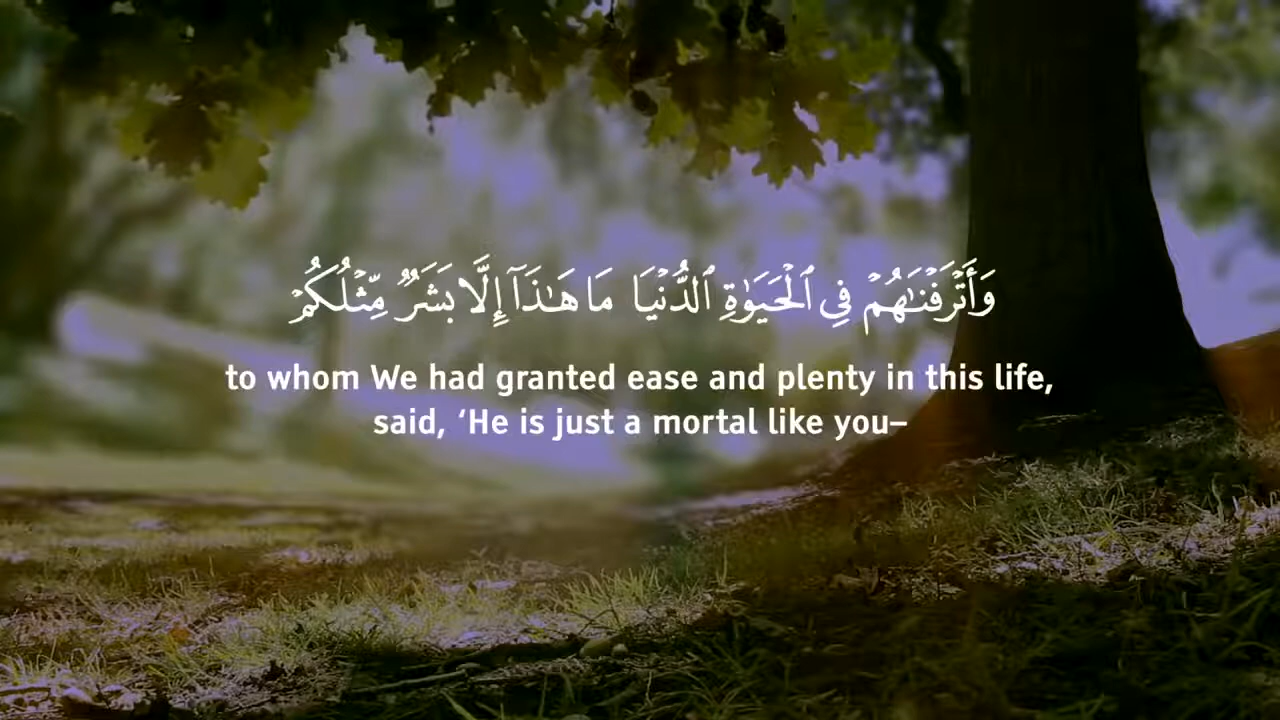 وَأَتْرَفْنَـٰهُمْ فِي ٱلْحَيَوٰةِ ٱلدُّنْيَا مَا هَـٰذَآ إِلَّا بَشَرٌ مِّثْلُكُمْ
to whom We had granted ease and plenty in this life,
said, ‘He is just a mortal like you–